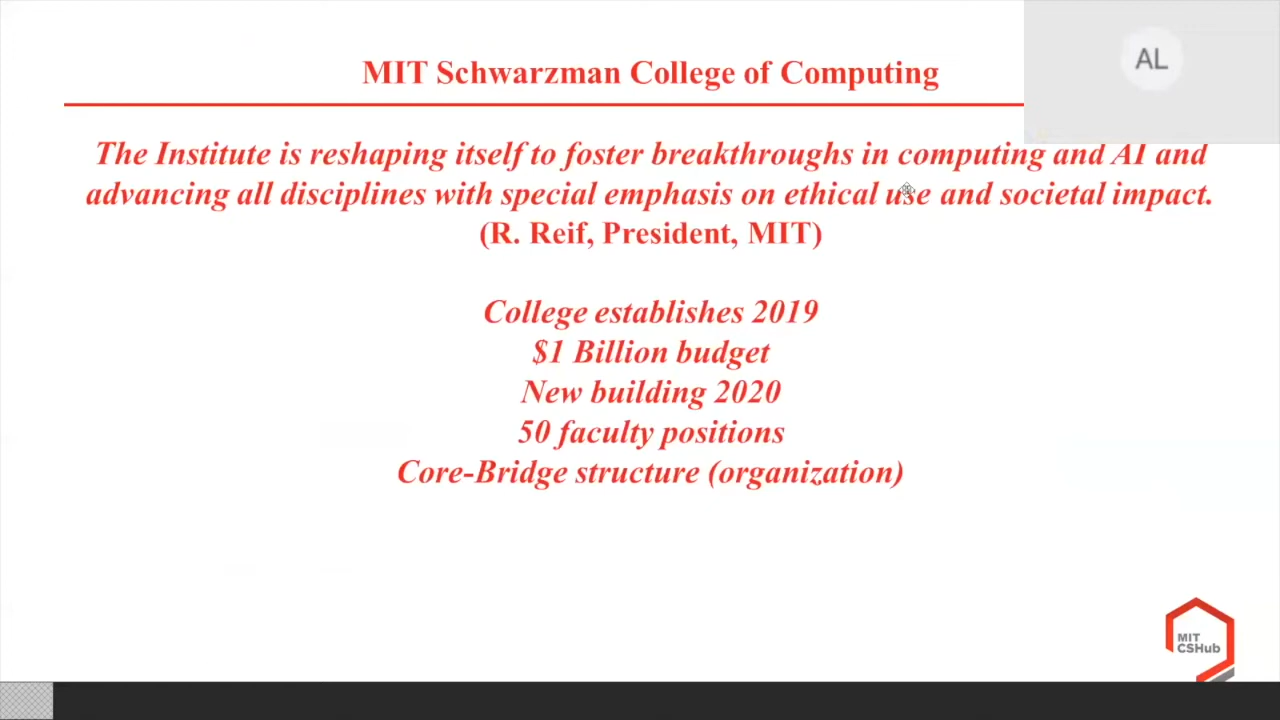 MIT Schwarzman College of Computing
AL
The Institute is reshaping itself to foster breakthroughs in computing and AI and
advancing all disciplines with special emphasis on ethical use and societal impact.
(R. Reif, President, MIT)
College establishes 2019
$1 Billion budget
New building 2020
50 faculty positions
Core-Bridge structure (organization)
MIT
CSHub